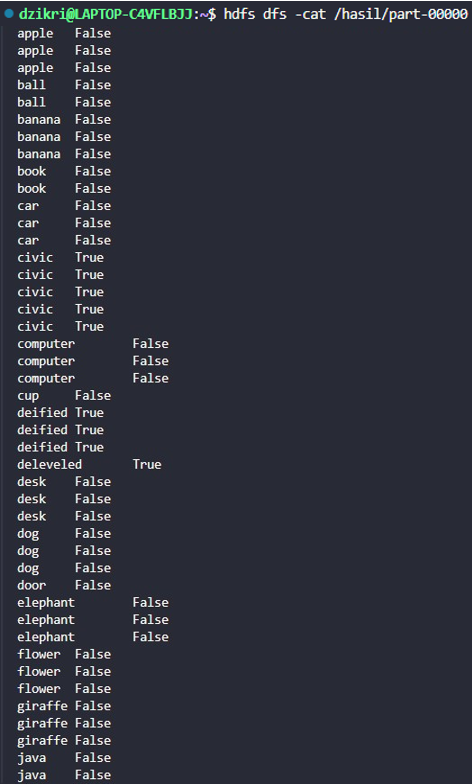 dzikri@LAPTOP-C4VFLBJJ:~$ hdfs dfs -cat /hasil/part-00000
apple	False
apple	False
apple	False
ball	False
ball	False
banana	False
banana	False
banana	False
book	False
book	False
car	False
car	False
car	False
civic	True
civic	True
civic	True
civic	True
civic	True
computer	False
computer	False
computer	False
cup	False
deified	True
deified	True
deified	True
deleveled	True
desk	False
desk	False
desk	False
dog	False
dog	False
dog	False
door	False
elephant	False
elephant	False
elephant	False
flower	False
flower	False
flower	False
giraffe	False
giraffe	False
giraffe	False
java	False
java	False